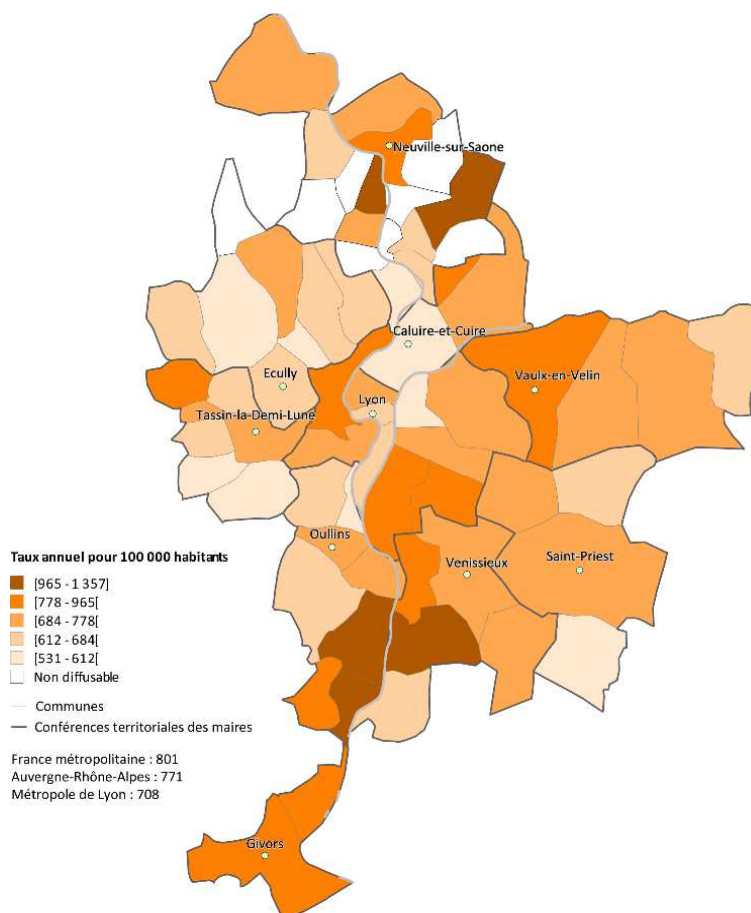 Neuville-sur-Saone
Caluire-et-Cuire
Ecully
Vaulx-en-Velin
Lyon
Tassin-la-Demi-Lune
Oullins
Venissieux
Saint-Priest
Taux annuel pour 100 000 habitants
[965 - 1 357]
[778 - 965[
[684 - 778[
[612 - 684[
[531 - 612[
Non diffusable
Communes
Conférences territoriales des maires
France métropolitaine : 801
Auvergne-Rhône-Alpes : 771
Métropole de Lyon : 708
Givors